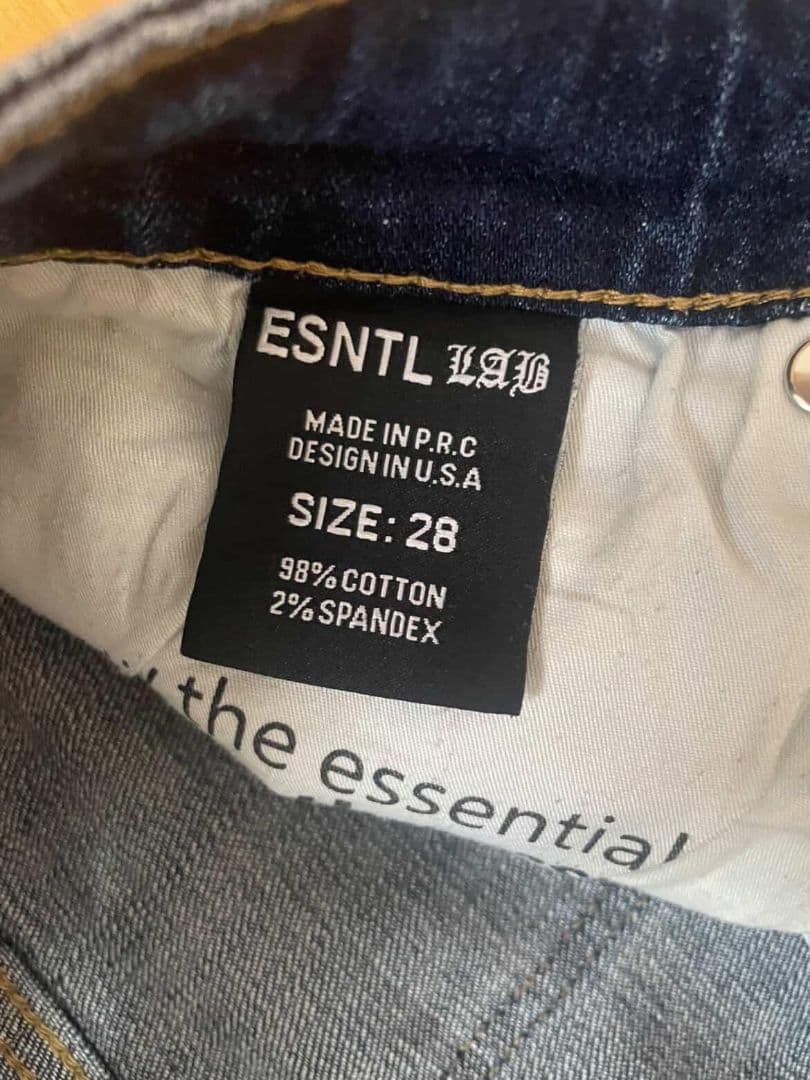 ESNTL LAB
MADE IN P.R.C
DESIGN IN U.S.A
SIZE: 28
98% COTTON
2% SPANDEX
the essential